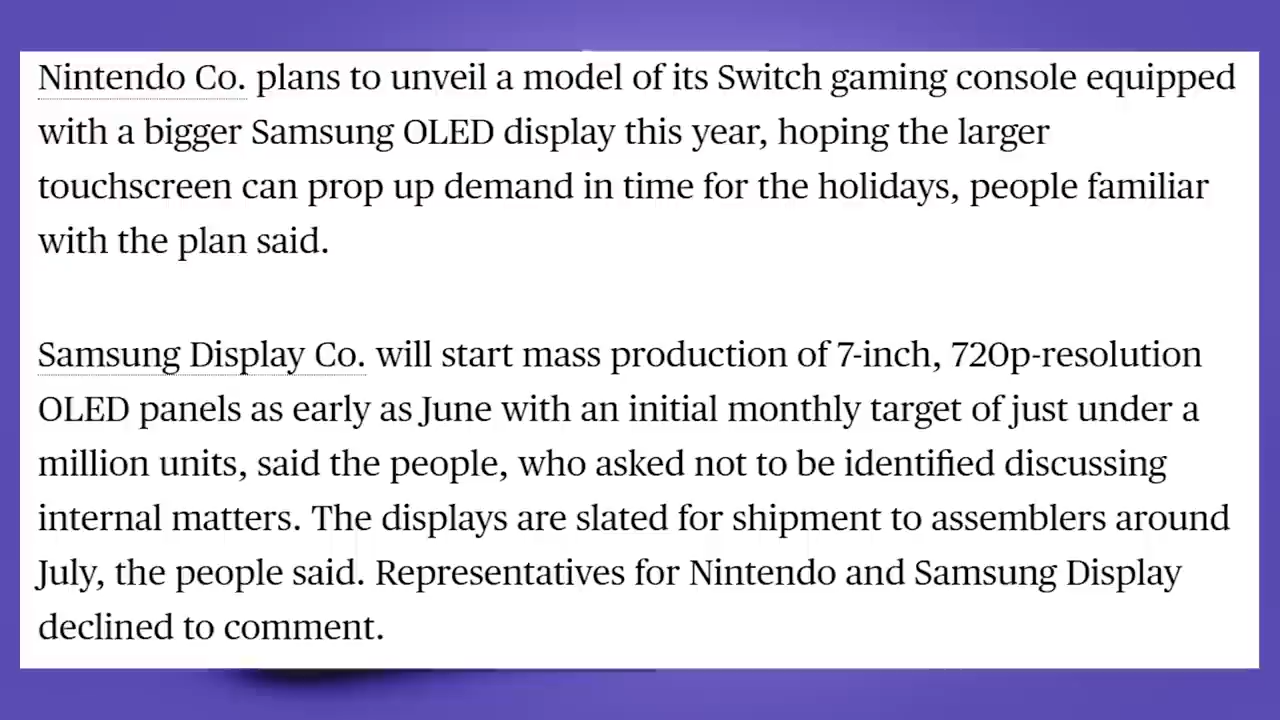 Nintendo Co. plans to unveil a model of its Switch gaming console equipped
with a bigger Samsung OLED display this year, hoping the larger
touchscreen can prop up demand in time for the holidays, people familiar
with the plan said.
Samsung Display Co. will start mass production of 7-inch, 720p-resolution
OLED panels as early as June with an initial monthly target of just under a
million units, said the people, who asked not to be identified discussing
internal matters. The displays are slated for shipment to assemblers around
July, the people said. Representatives for Nintendo and Samsung Display
declined to comment.